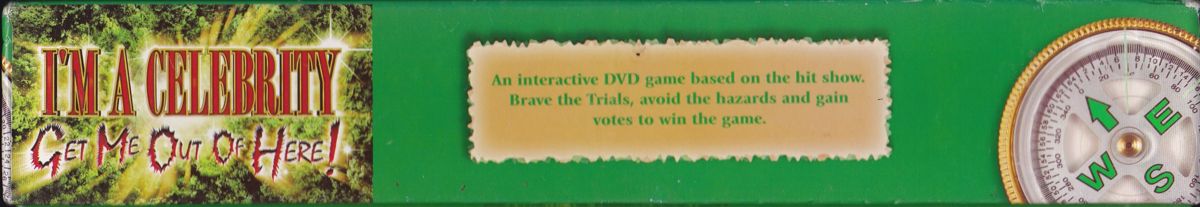 I'M A CELEBRITY
GET ME OUT OF HERE!
An interactive DVD game based on the hit show.
Brave the Trials, avoid the hazards and gain
votes to win the game.
E
W
S